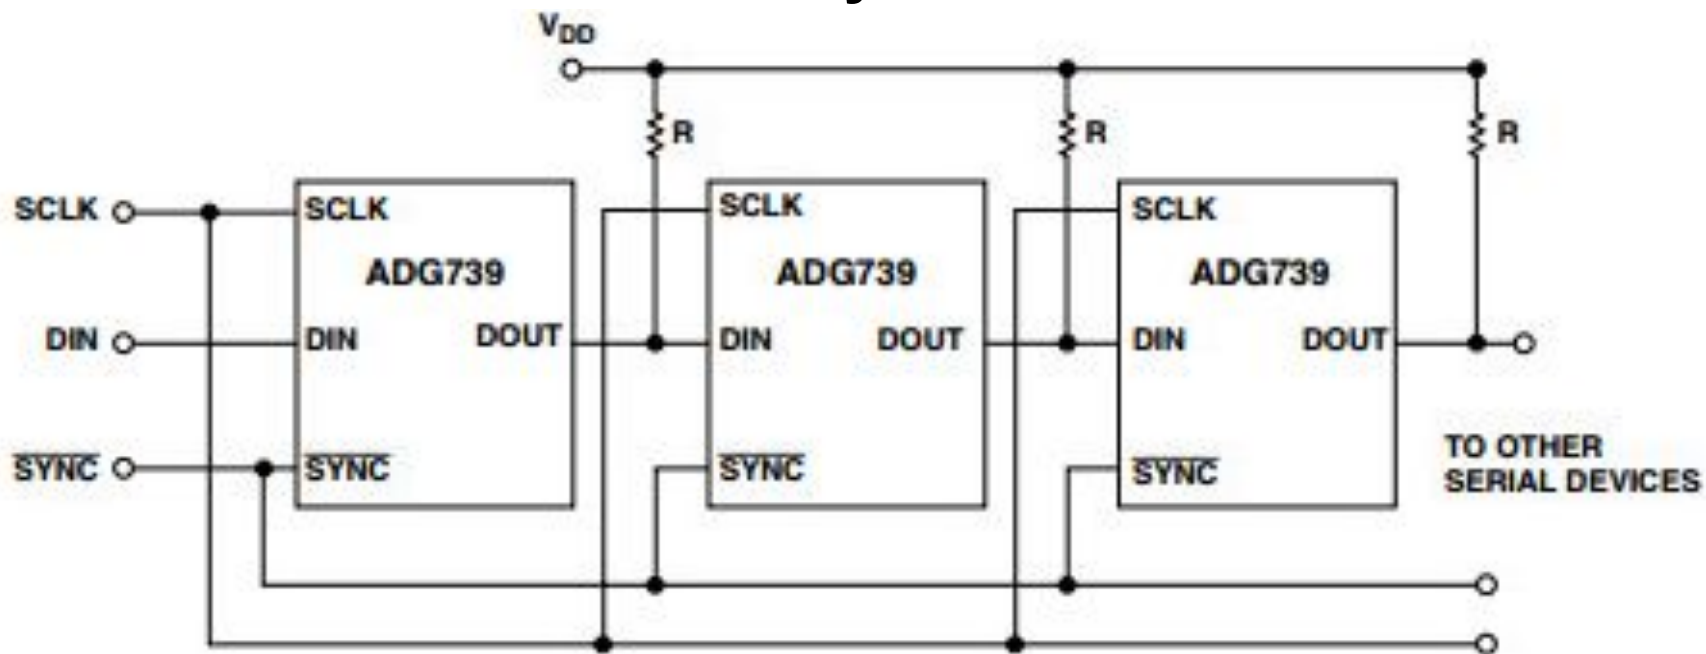 VDD
R
R
R
SCLK
SCLK
SCLK
SCLK
ADG739
ADG739
ADG739
DIN
DIN
DOUT
DIN
DOUT
DIN
DOUT
SYNC
SYNC
SYNC
SYNC
TO OTHER
SERIAL DEVICES